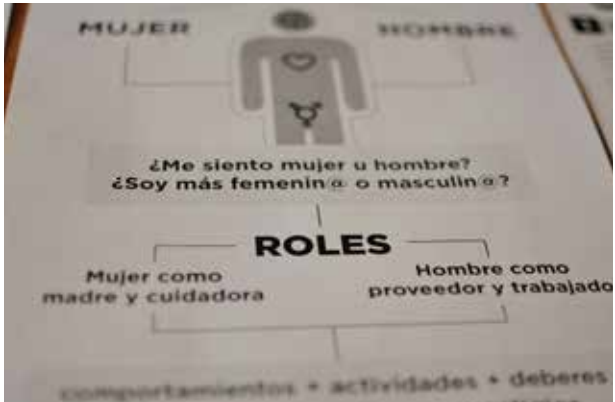 MUJER
HOMBRE
¿Me siento mujer u hombre?
¿Soy más femenin@ o masculin@?
ROLES
Mujer como
madre y cuidadora
Hombre como
proveedor y trabajado
comportamientos + actividades + deberes